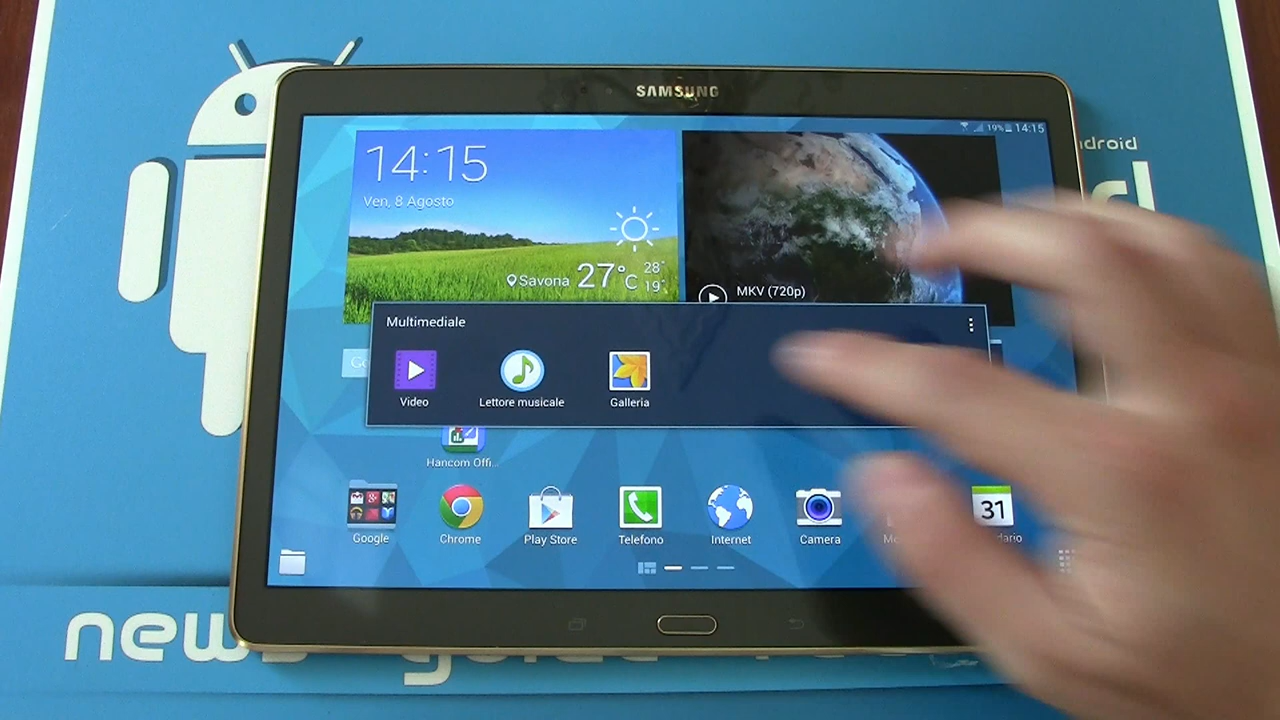 SAMSUNG
19% 14:15
14:15
Ven, 8 Agosto
Savona 27°C 28° 19°
MKV (720p)
Multimediale
Video
Lettore musicale
Galleria
Hancom Offi...
31
Google
Chrome
Play Store
Telefono
Internet
Camera